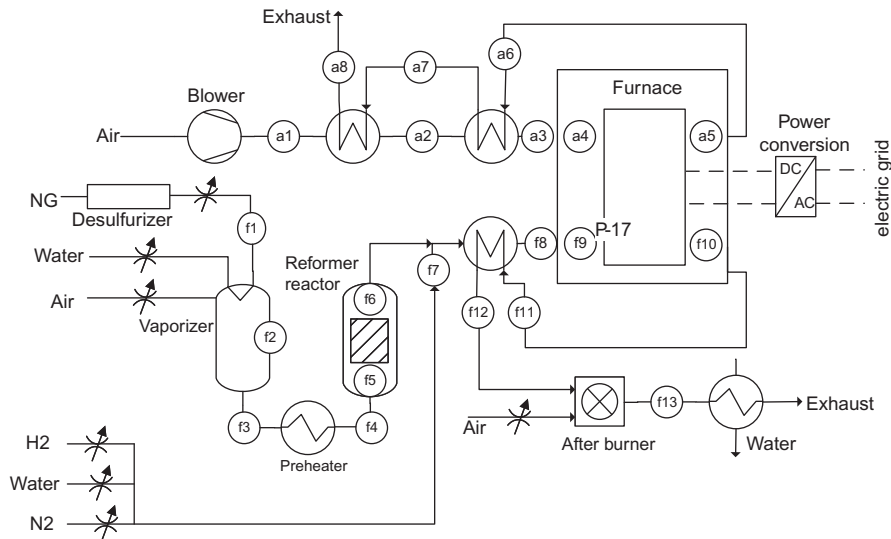 Exhaust
a6
a8
a7
Furnace
Blower
Power
conversion
Air
a1
a2
a3
a4
a5
DC
AC
electric grid
NG
Desulfurizer
f1
P-17
Water
Reformer
reactor
f8
f9
f10
f7
Air
Vaporizer
f6
f2
f12
f11
f5
f3
f4
Air
After burner
f13
Exhaust
Water
Preheater
H2
Water
N2